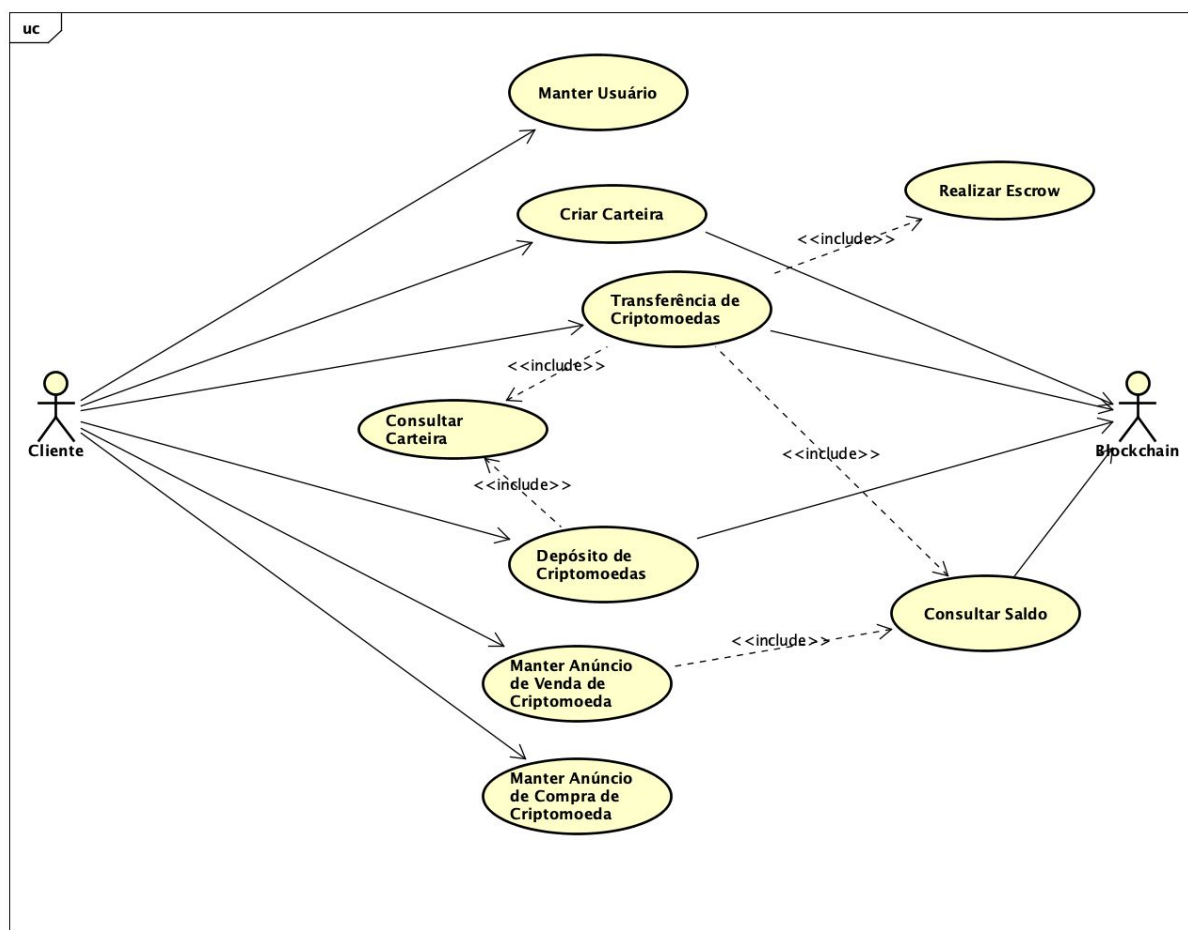 uc
Manter Usuário
Realizar Escrow
Criar Carteira
<<include>>
Transferência de
Criptomoedas
<<include>>
Consultar
Carteira
Cliente
Blockchain
<<include>>
<<include>>
Depósito de
Criptomoedas
Consultar Saldo
<<include>>
Manter Anúncio
de Venda de
Criptomoeda
Manter Anúncio
de Compra de
Criptomoeda